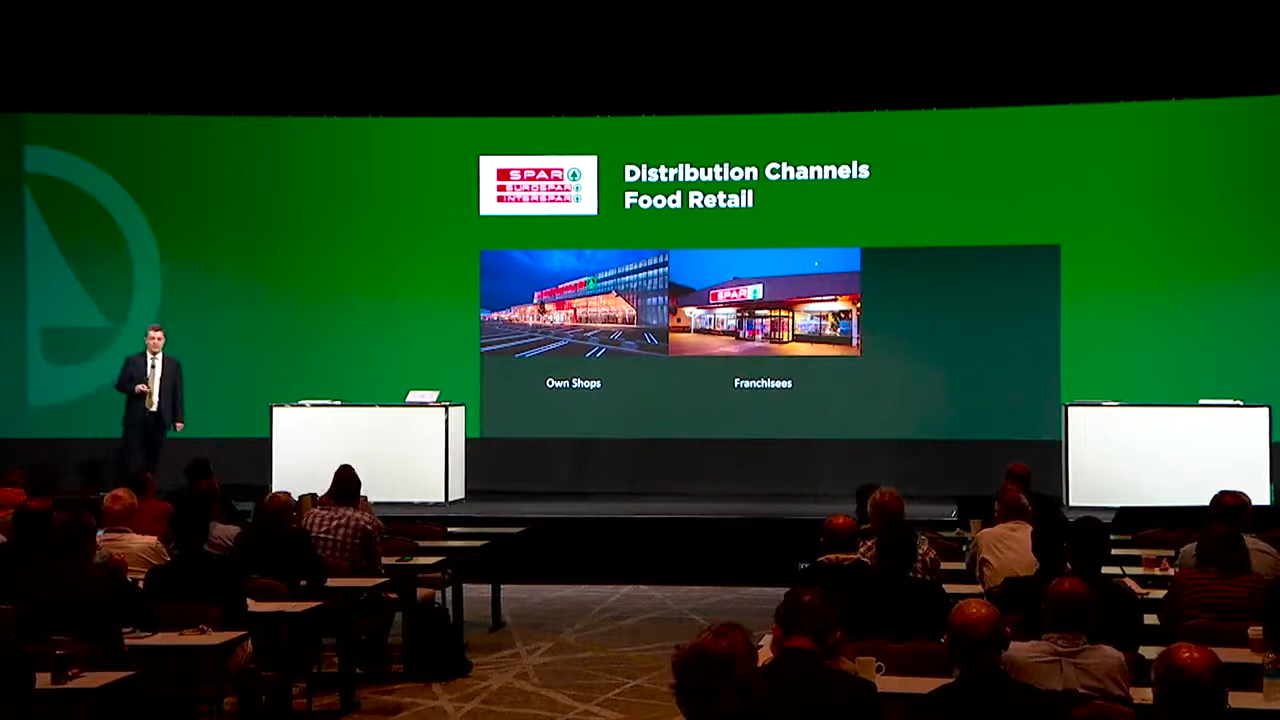 SPAR
EUROSPAR
INTERSPAR
Distribution Channels
Food Retail
SPAR
Own Shops
Franchisees